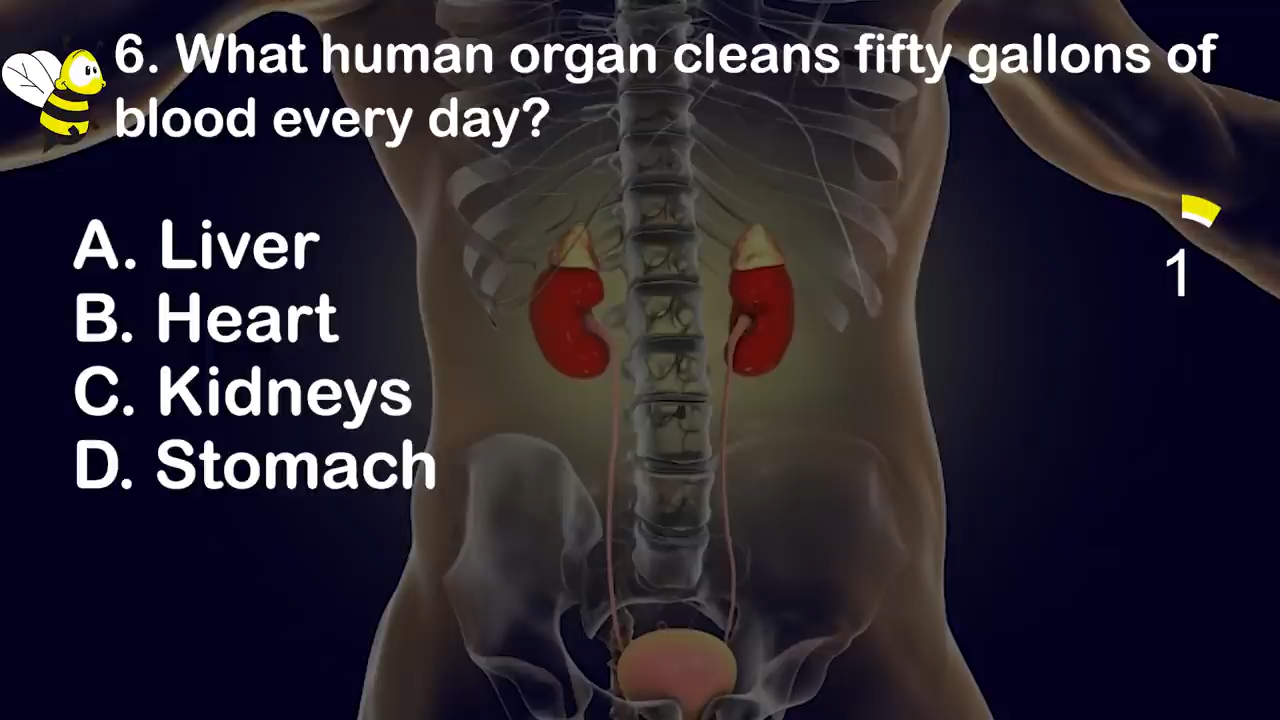 6. What human organ cleans fifty gallons of
blood every day?
A. Liver
B. Heart
C. Kidneys
D. Stomach
1